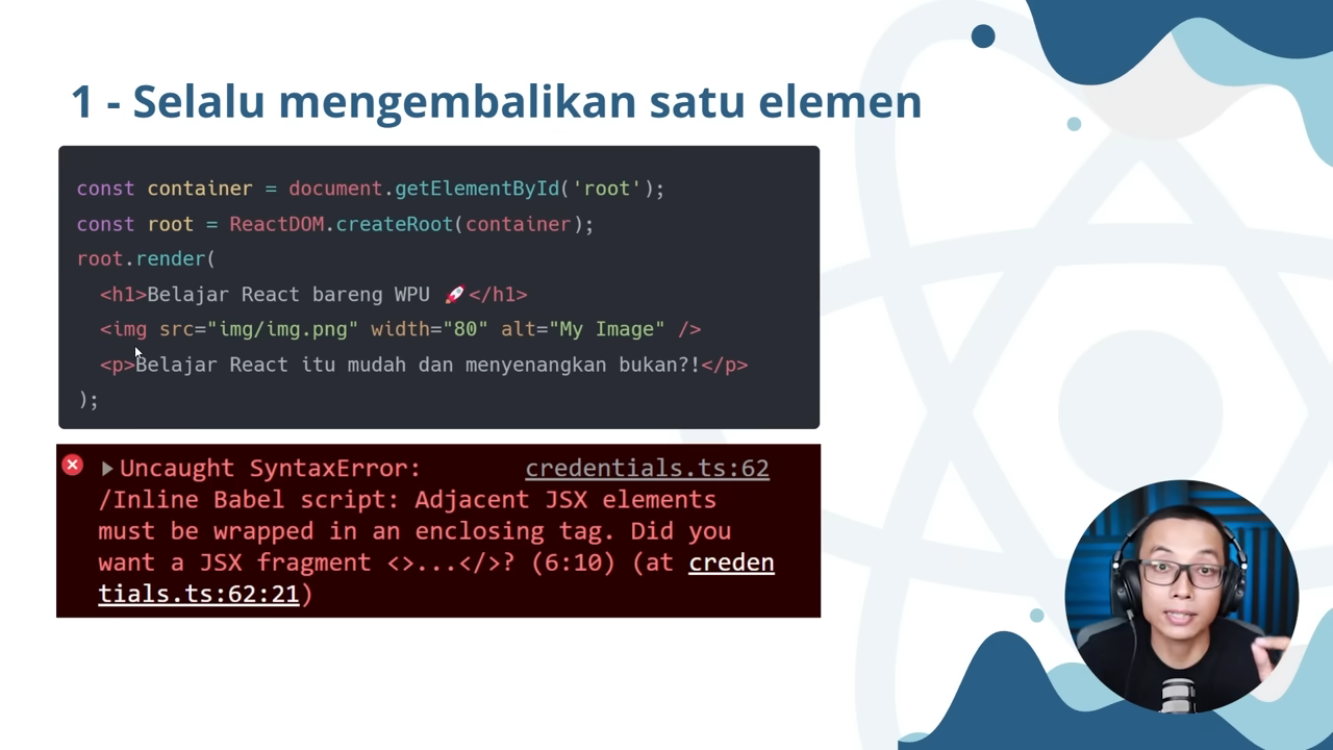 1 - Selalu mengembalikan satu elemen
const container = document.getElementById('root');
const root = ReactDOM.createRoot(container);
root.render(
<h1>Belajar React bareng WPU 🚀</h1>
<img src="img/img.png" width="80" alt="My Image" />
<p>Belajar React itu mudah dan menyenangkan bukan?!</p>
);
Uncaught SyntaxError: credentials.ts:62
/Inline Babel script: Adjacent JSX elements
must be wrapped in an enclosing tag. Did you
want a JSX fragment <>...</>? (6:10) (at creden
tials.ts:62:21)